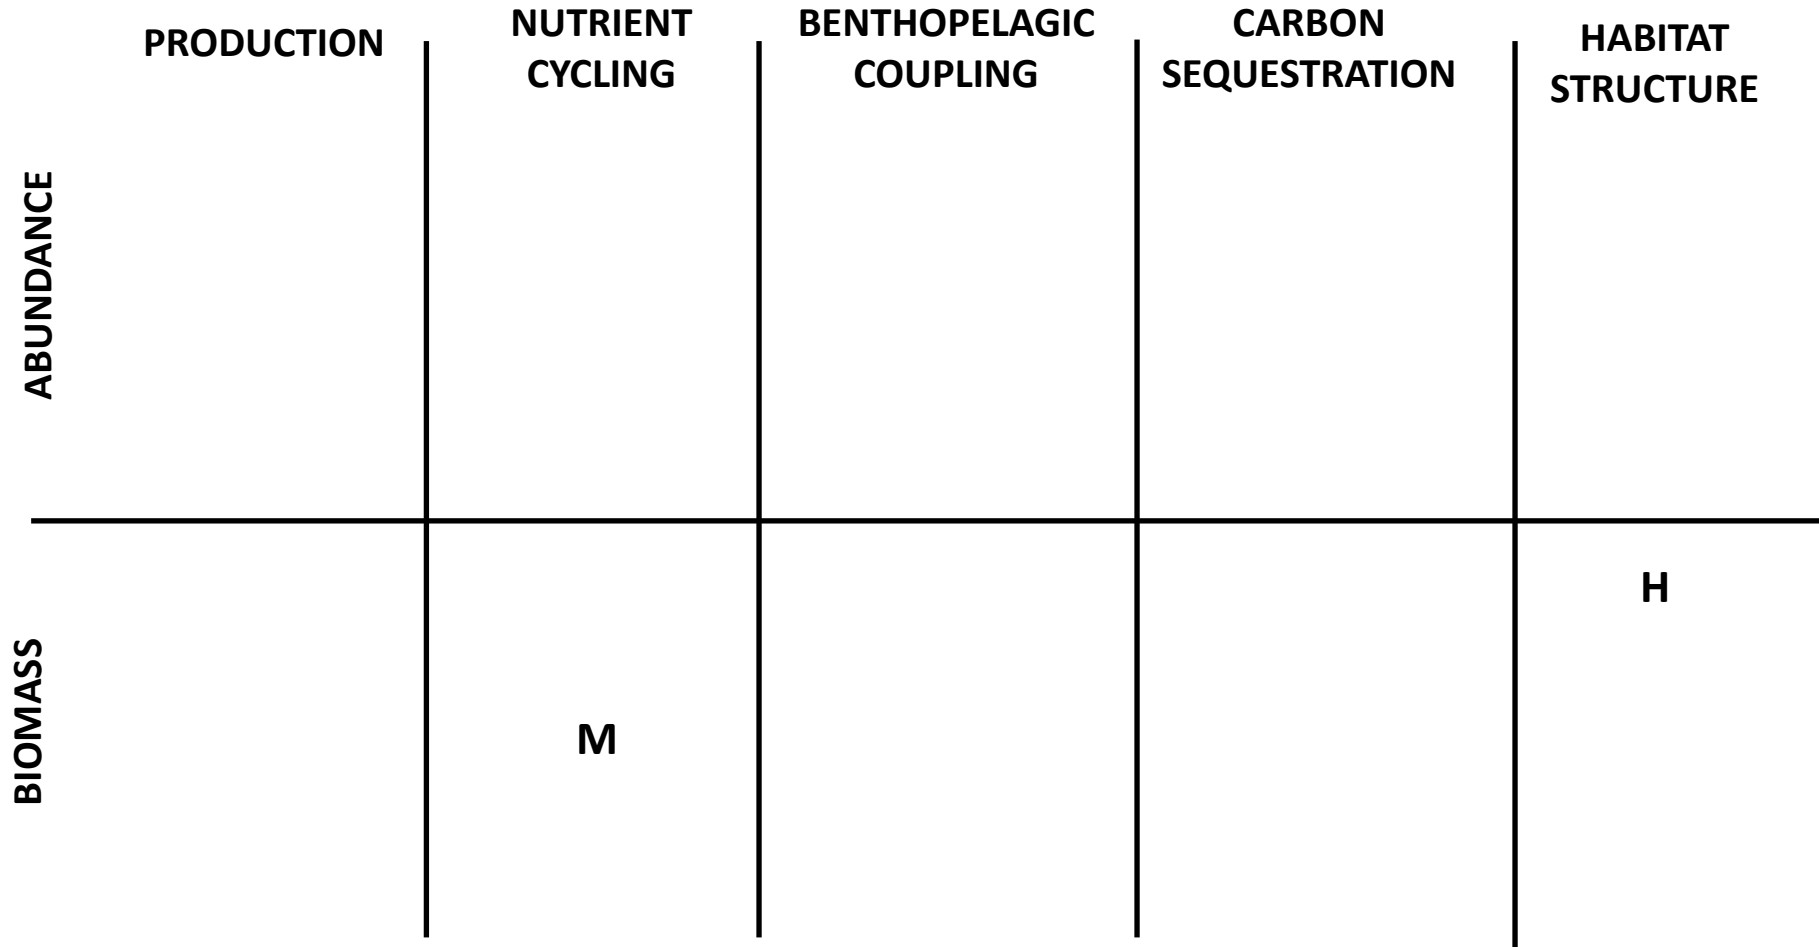 PRODUCTION
NUTRIENT
CYCLING
BENTHOPELAGIC
COUPLING
CARBON
SEQUESTRATION
HABITAT
STRUCTURE
ABUNDANCE
BIOMASS
M
H